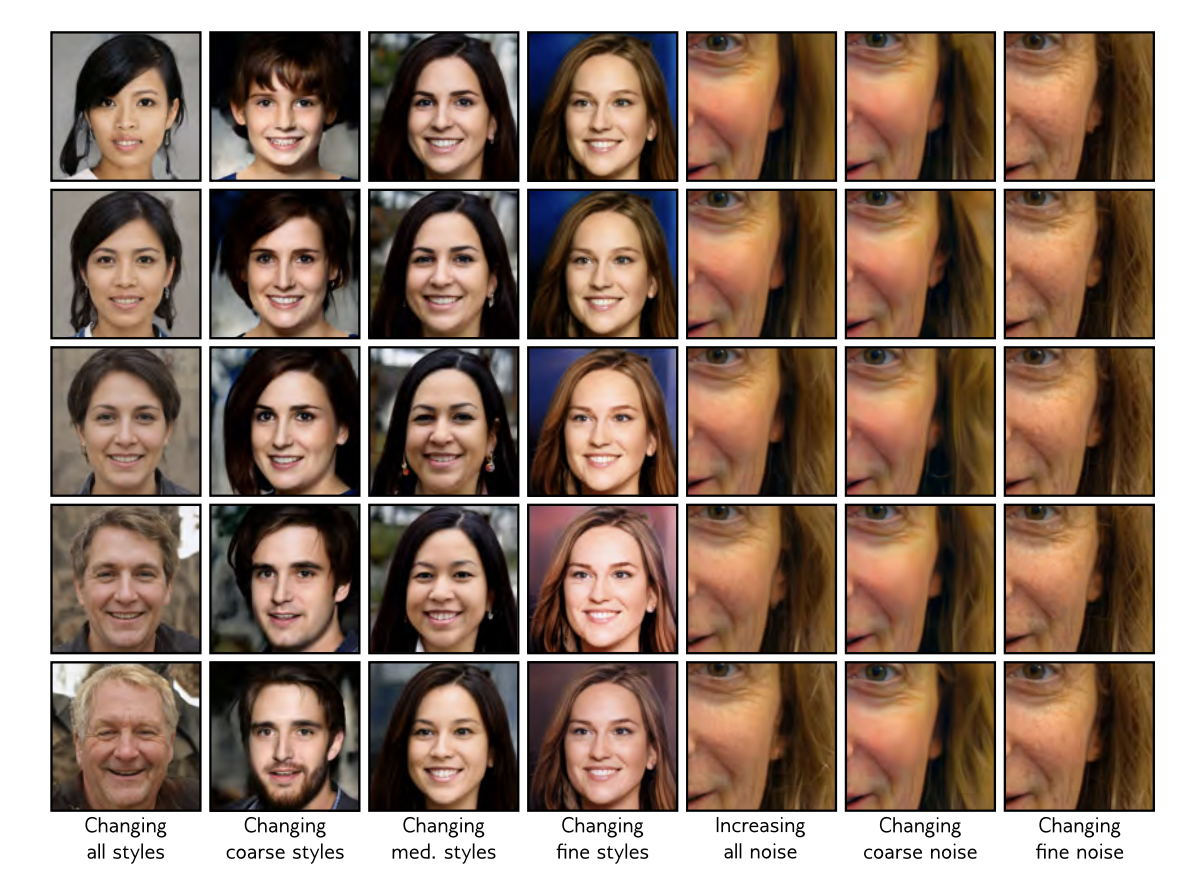 Changing
all styles
Changing
coarse styles
Changing
med. styles
Changing
fine styles
Increasing
all noise
Changing
coarse noise
Changing
fine noise